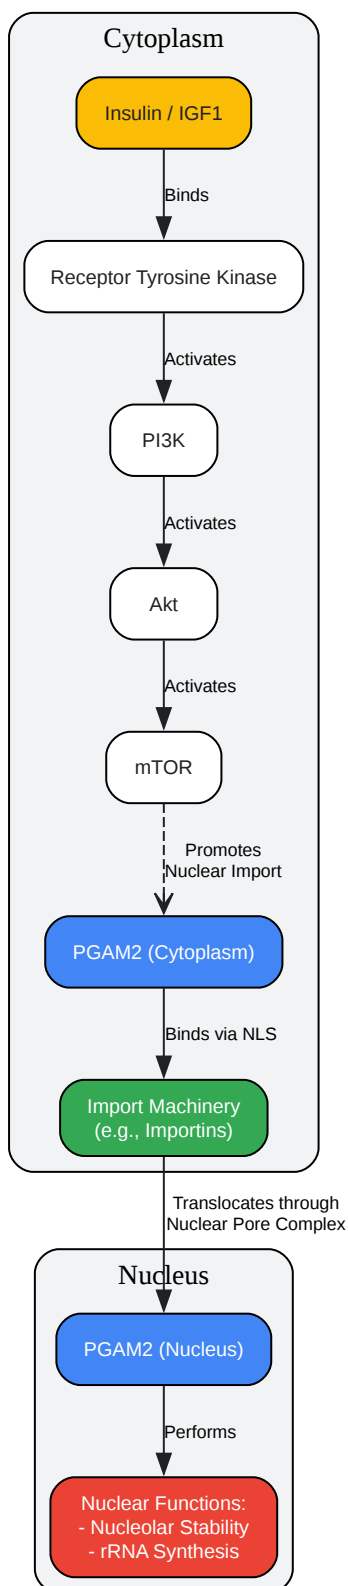 Cytoplasm
Insulin / IGF1
Binds
Receptor Tyrosine Kinase
Activates
PI3K
Activates
Akt
Activates
mTOR
Promotes
Nuclear Import
PGAM2 (Cytoplasm)
Binds via NLS
Import Machinery
(e.g., Importins)
Translocates through
Nuclear Pore Complex
Nucleus
PGAM2 (Nucleus)
Performs
Nuclear Functions:
- Nucleolar Stability
- rRNA Synthesis